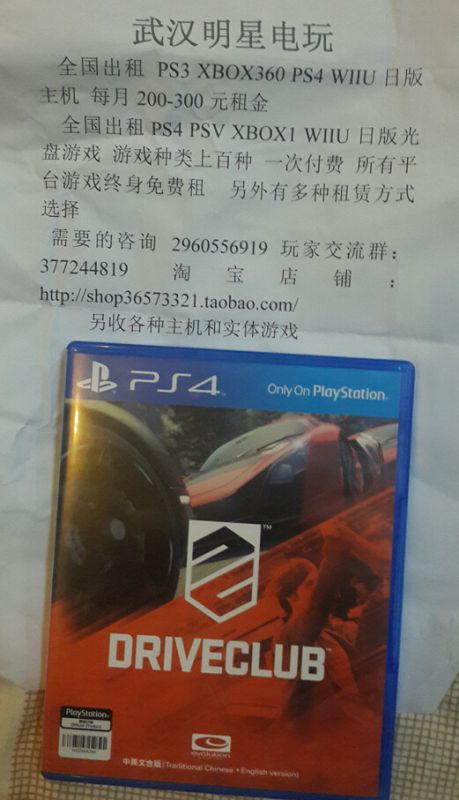 武汉明星电玩
全国出租 PS3 XBOX360 PS4 WIIU 日版
主机 每月 200-300 元租金
全国出租 PS4 PSV XBOX1 WIIU 日版光
盘游戏 游戏种类上百种 一次付费 所有平
台游戏终身免费租 另外有多种租赁方式
选择
需要的咨询 2960556919 玩家交流群：
377244819 淘宝店铺：
http://shop36573321.taobao.com/
另收各种主机和实体游戏
PS4
Only On PlayStation
DRIVECLUB™
PlayStation
Official Product
evolution
中英文合版(Traditional Chinese • English version)